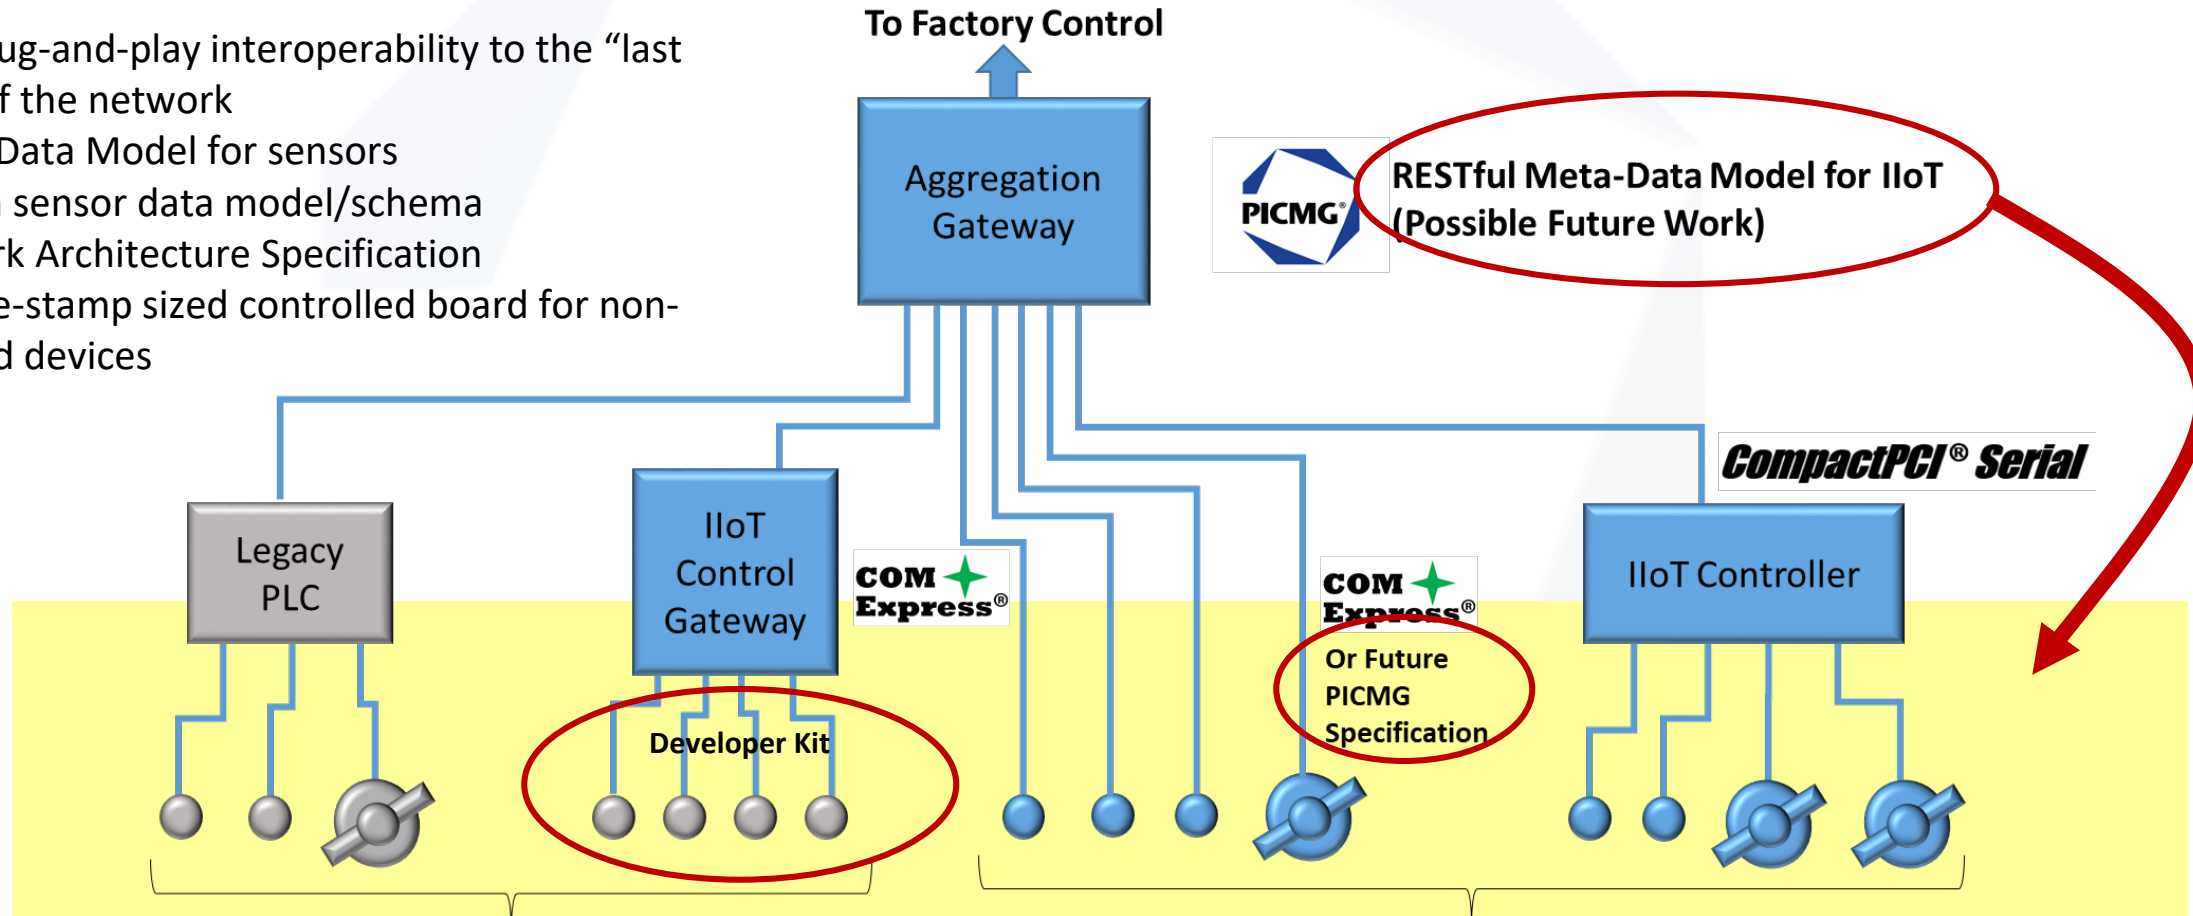 To Factory Control
ug-and-play interoperability to the “last
f the network
Data Model for sensors
sensor data model/schema
rk Architecture Specification
e-stamp sized controlled board for non-
d devices
Aggregation
Gateway
PICMG®
RESTful Meta-Data Model for IIoT
(Possible Future Work)
CompactPCI® Serial
Legacy
PLC
IIoT
Control
Gateway
COM
Express®
COM
Express®
Or Future
PICMG
Specification
IIoT Controller
Developer Kit